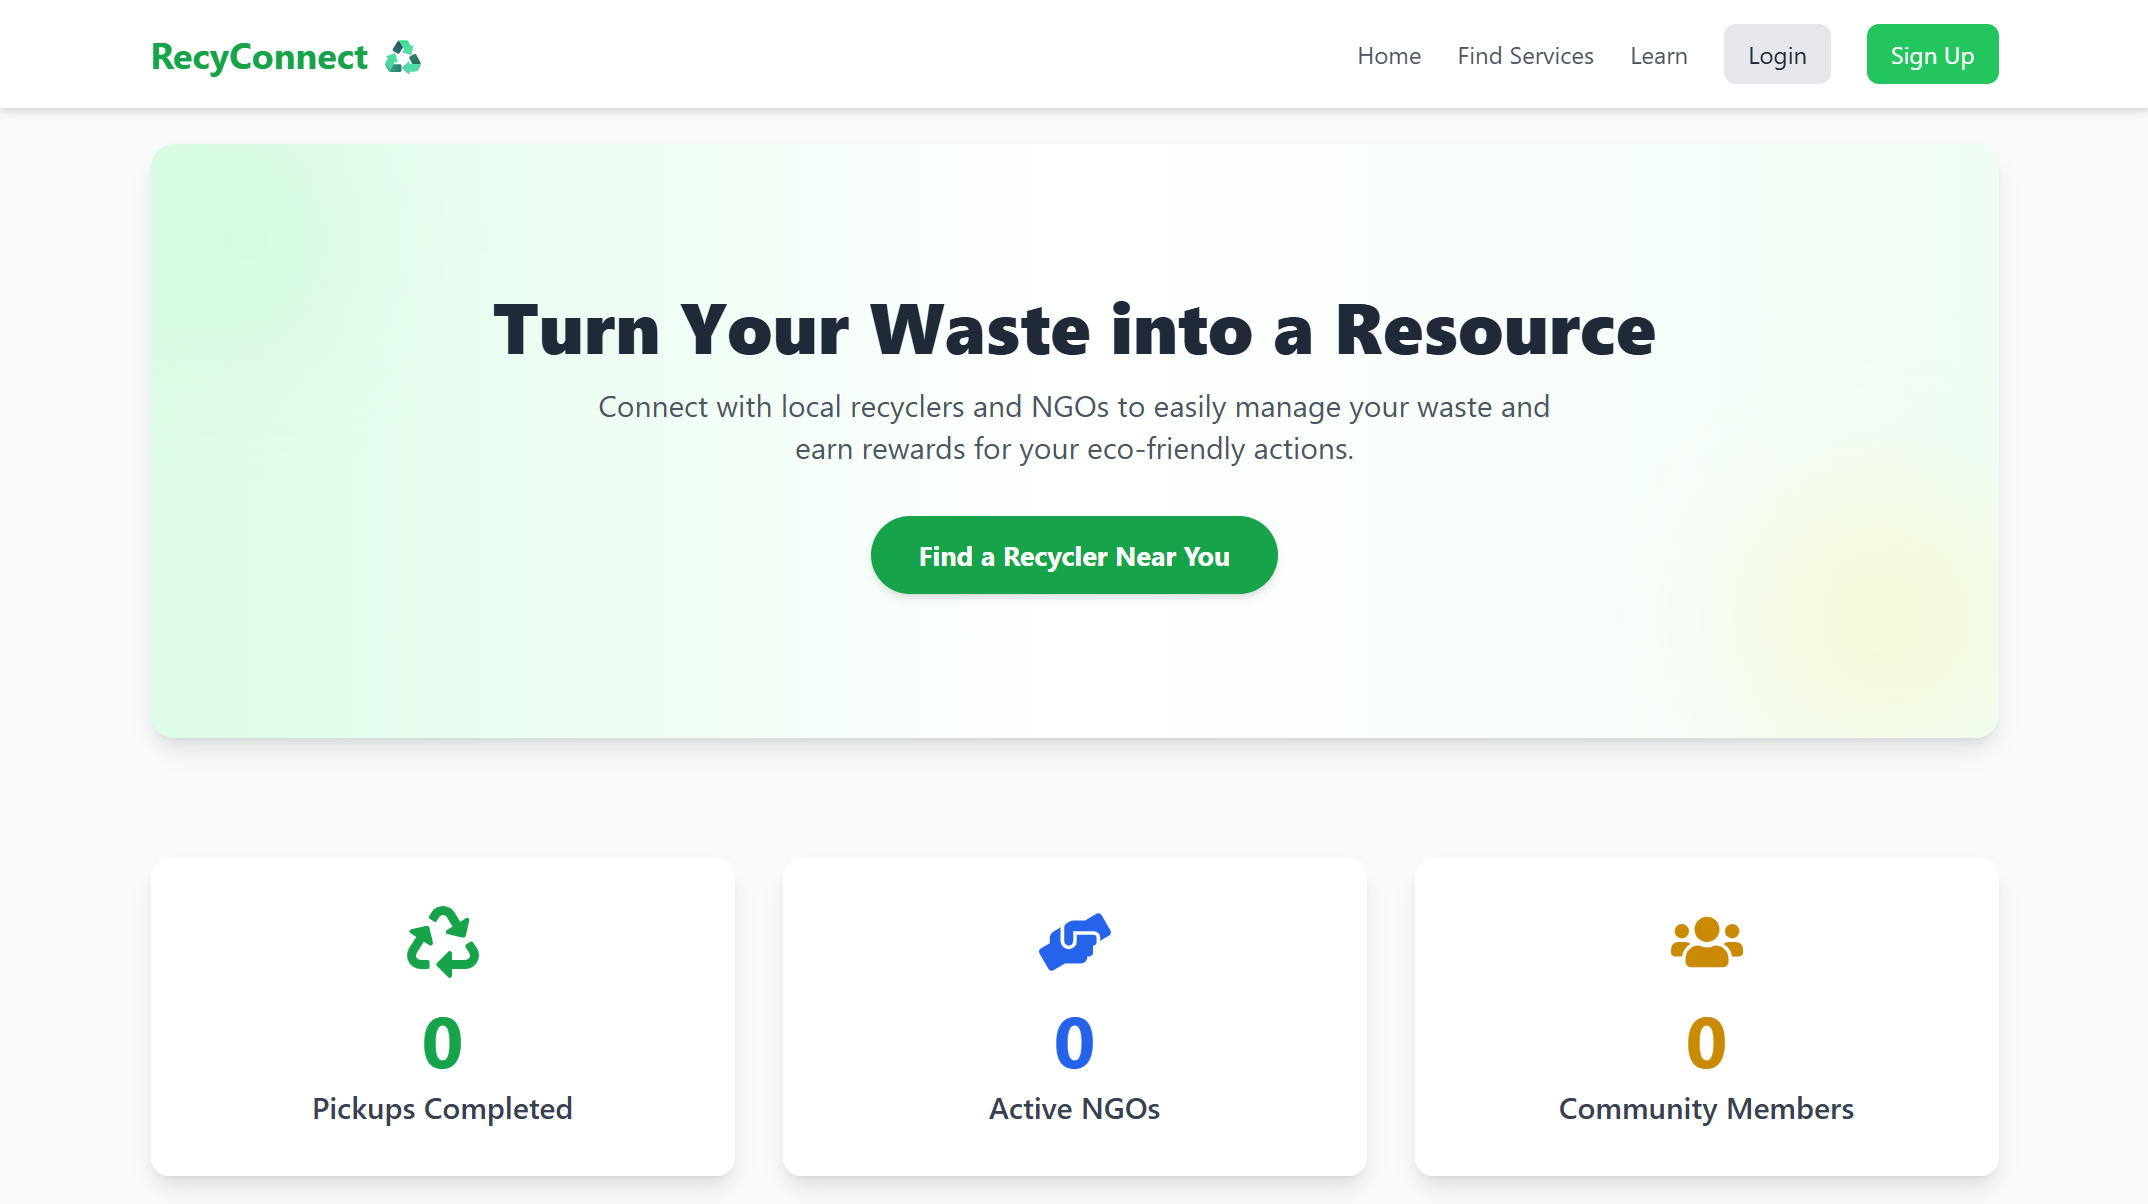 RecyConnect
Home
Find Services
Learn
Login
Sign Up
Turn Your Waste into a Resource
Connect with local recyclers and NGOs to easily manage your waste and
earn rewards for your eco-friendly actions.
Find a Recycler Near You
0
Pickups Completed
0
Active NGOs
0
Community Members